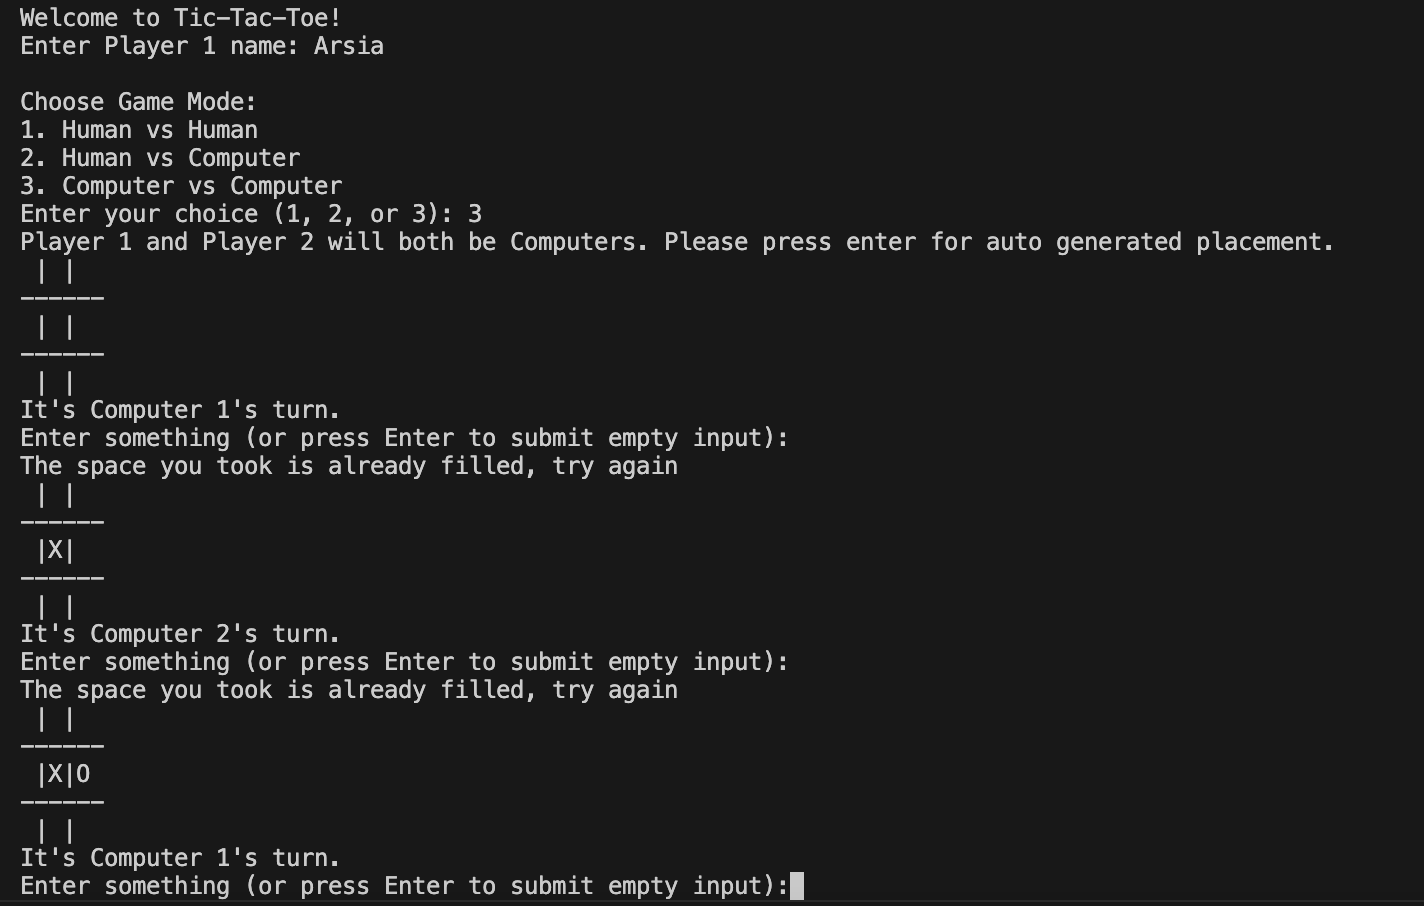 Welcome to Tic-Tac-Toe!
Enter Player 1 name: Arsia

Choose Game Mode:
1. Human vs Human
2. Human vs Computer
3. Computer vs Computer
Enter your choice (1, 2, or 3): 3
Player 1 and Player 2 will both be Computers. Please press enter for auto generated placement.
 | |
------
 | |
------
 | |
It's Computer 1's turn.
Enter something (or press Enter to submit empty input):
The space you took is already filled, try again
 | |
------
 |X|
------
 | |
It's Computer 2's turn.
Enter something (or press Enter to submit empty input):
The space you took is already filled, try again
 | |
------
 |X|O
------
 | |
It's Computer 1's turn.
Enter something (or press Enter to submit empty input):